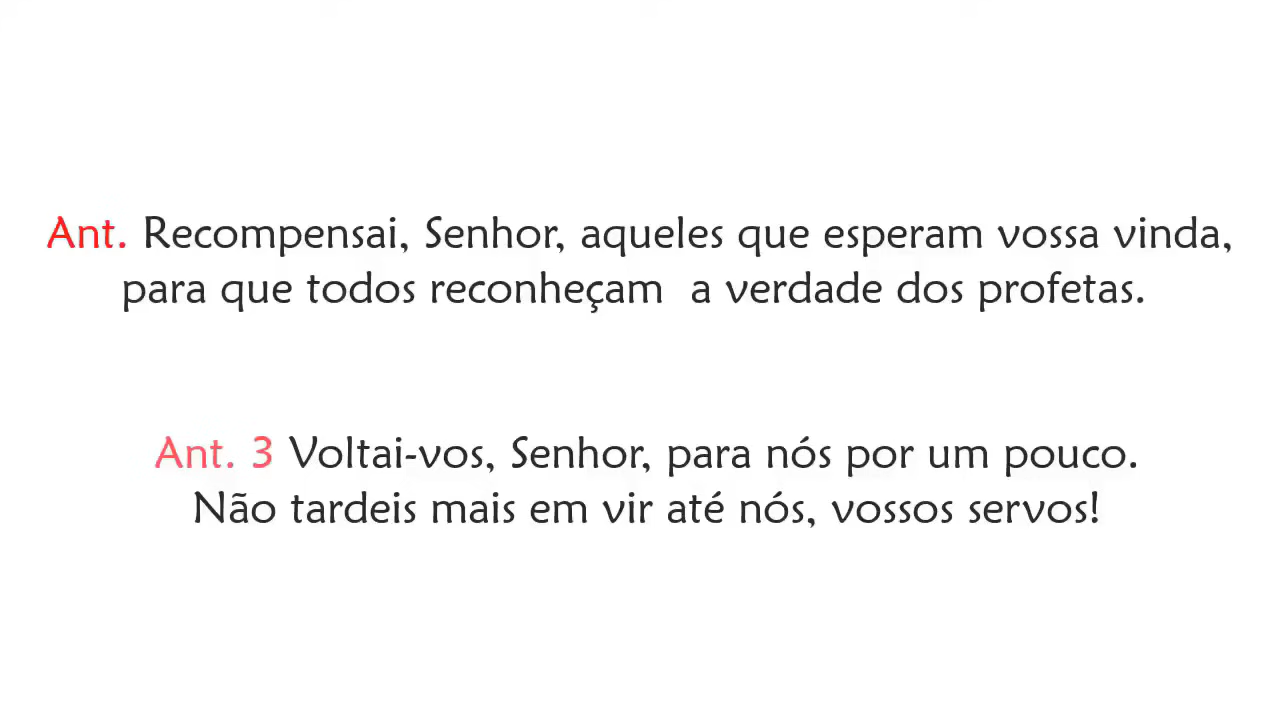 Ant. Recompensai, Senhor, aqueles que esperam vossa vinda,
para que todos reconheçam  a verdade dos profetas.
Ant. 3 Voltai-vos, Senhor, para nós por um pouco.
Não tardeis mais em vir até nós, vossos servos!